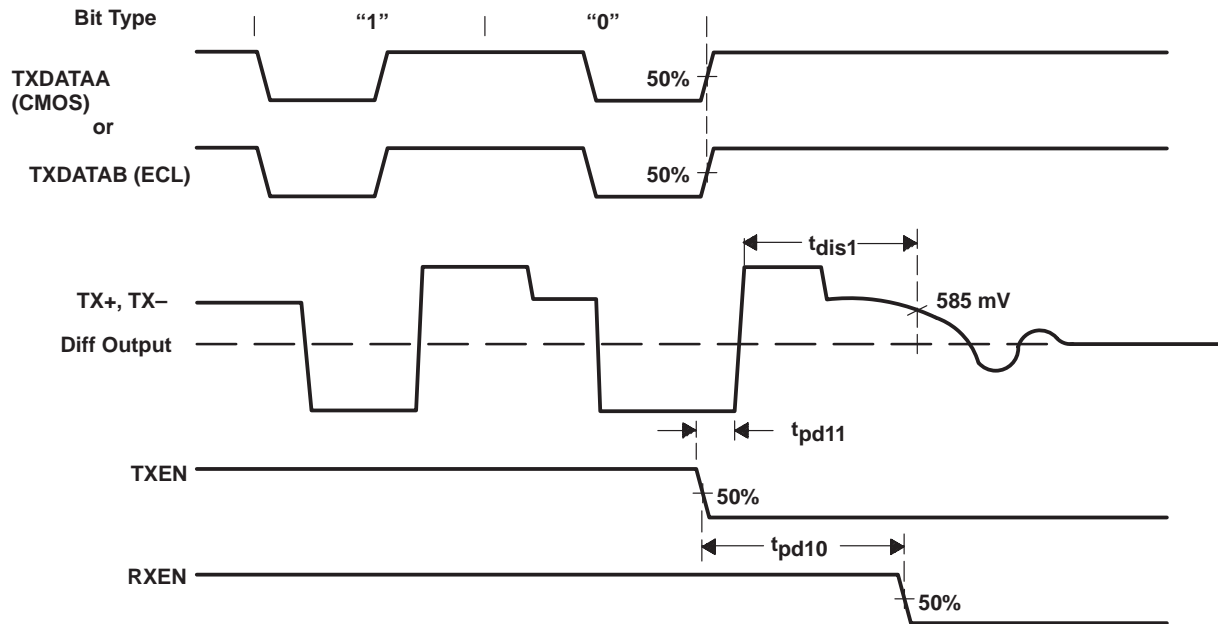 Bit Type “1” “0”
TXDATAA
(CMOS)
50%
or
TXDATAB (ECL)
50%
tdis1
TX+, TX–
585 mV
Diff Output
tpd11
TXEN
50%
tpd10
RXEN
50%